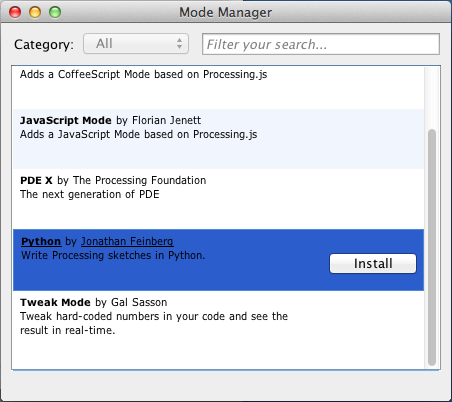 Mode Manager
Category: All Filter your search...
Adds a CoffeeScript Mode based on Processing.js
JavaScript Mode by Florian Jenett
Adds a JavaScript Mode based on Processing.js
PDE X by The Processing Foundation
The next generation of PDE
Python by Jonathan Feinberg
Write Processing sketches in Python.
Install
Tweak Mode by Gal Sasson
Tweak hard-coded numbers in your code and see the
result in real-time.